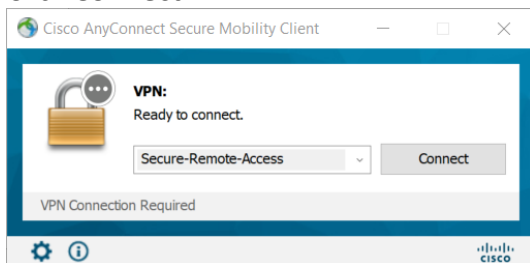 Cisco AnyConnect Secure Mobility Client
VPN:
Ready to connect.
Secure-Remote-Access
Connect
VPN Connection Required
CISCO